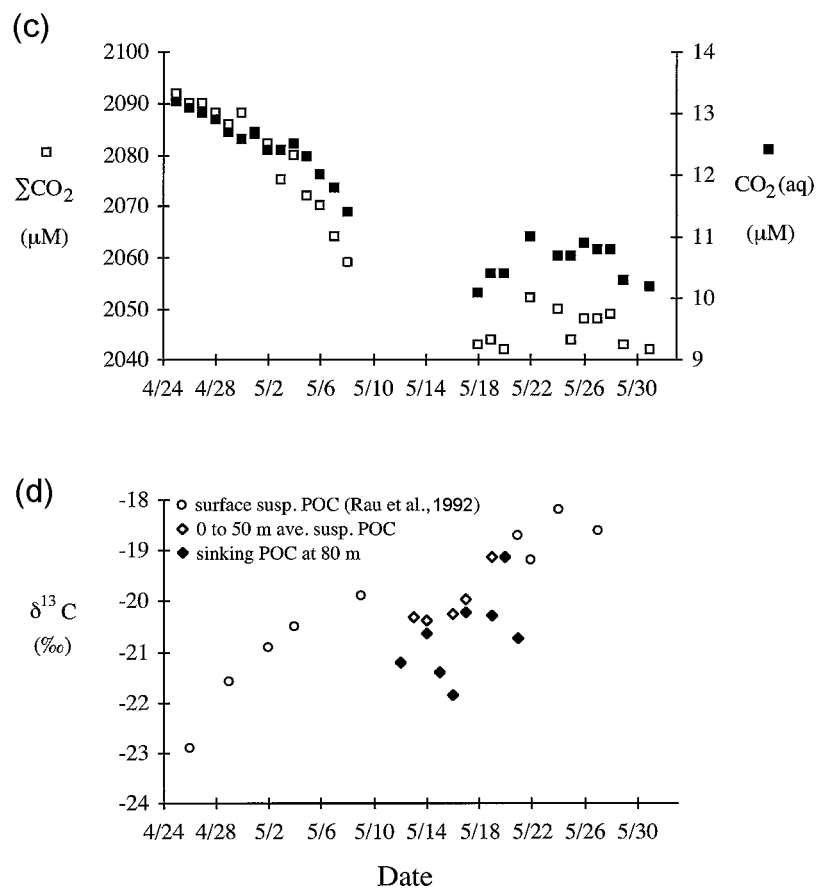 (c)
2100
2090
2080
2070
2060
2050
2040
∑CO2
(μM)
14
13
12
11
10
9
CO2(aq)
(μM)
4/24 4/28 5/2 5/6 5/10 5/14 5/18 5/22 5/26 5/30
(d)
-18
-19
-20
-21
-22
-23
-24
surface susp. POC (Rau et al., 1992)
0 to 50 m ave. susp. POC
sinking POC at 80 m
δ13 C
(‰)
4/24 4/28 5/2 5/6 5/10 5/14 5/18 5/22 5/26 5/30
Date